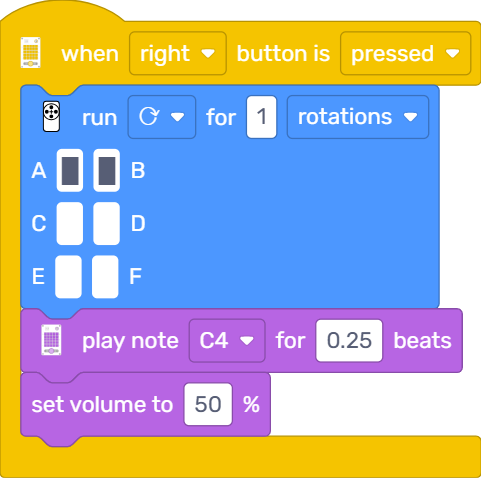 when right button is pressed
run for 1 rotations
A B
C D
E F
play note C4 for 0.25 beats
set volume to 50 %